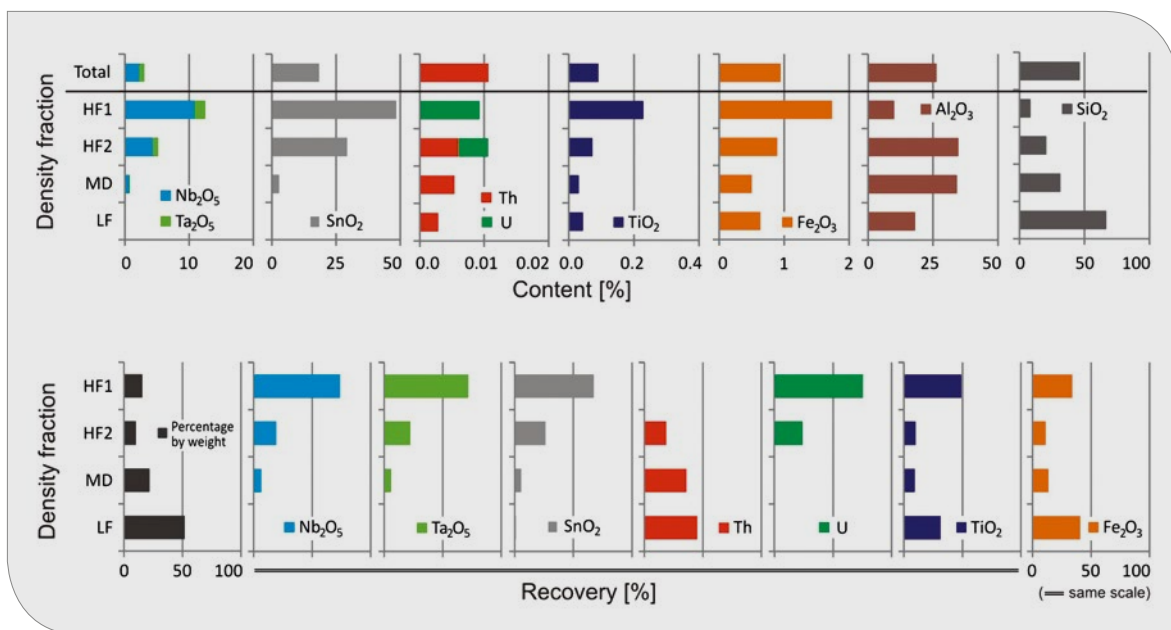 Density fraction
Total
HF1
HF2
MD
LF
Nb₂O₅
Ta₂O₅
0 10 20
SnO₂
0 25 50
Th
U
0.0 0.01 0.02
TiO₂
0.0 0.2 0.4
Fe₂O₃
0 1 2
Al₂O₃
0 25 50
SiO₂
0 50 100
Content [%]
Density fraction
HF1
HF2
MD
LF
Percentage
by weight
0 50 100
Nb₂O₅
Ta₂O₅
SnO₂
Th
U
TiO₂
Fe₂O₃
0 50 100
Recovery [%]
(══ same scale)